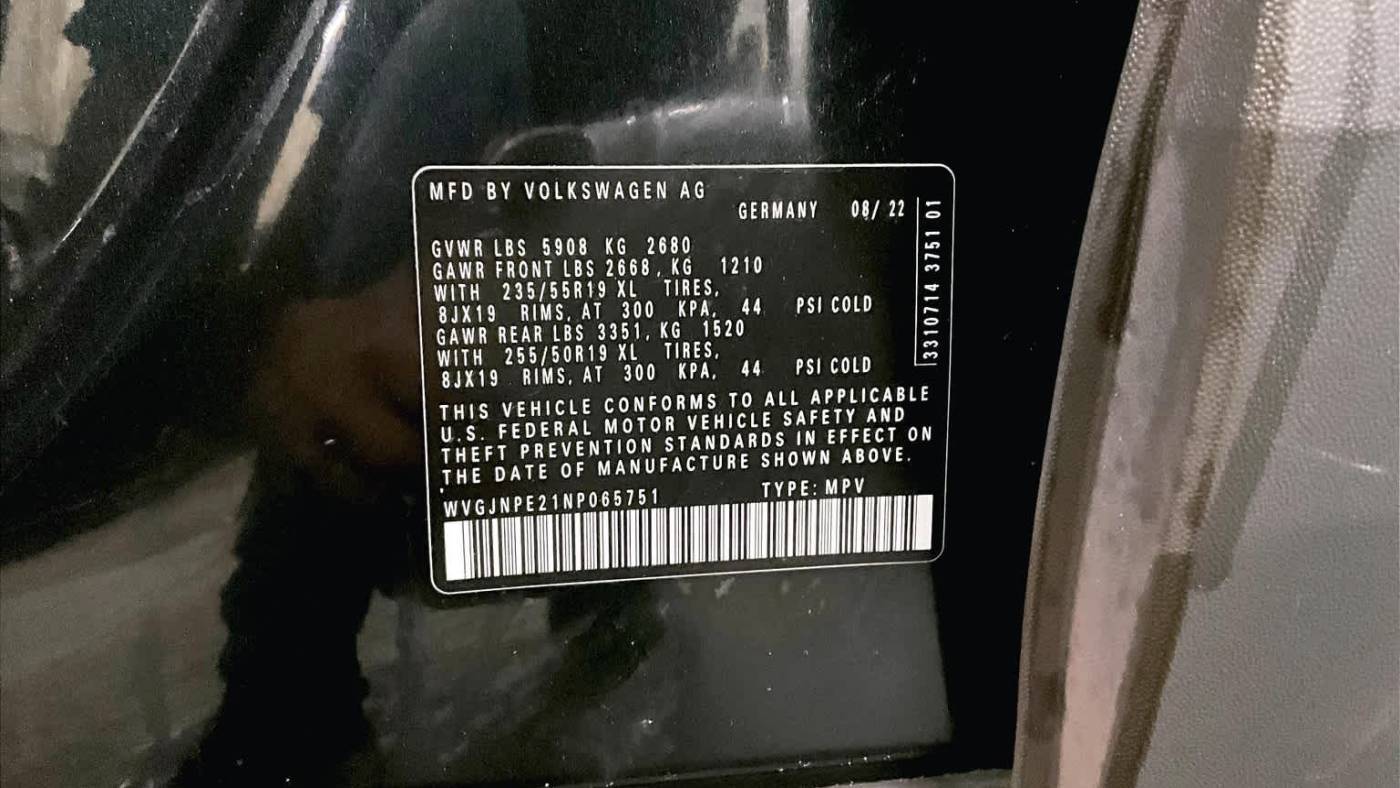 MFD BY VOLKSWAGEN AG
GERMANY 08/ 22
GVWR LBS 5908 KG 2680
GAWR FRONT LBS 2668, KG 1210
WITH 235/55R19 XL TIRES,
8JX19 RIMS, AT 300 KPA, 44 PSI COLD
GAWR REAR LBS 3351, KG 1520
WITH 255/50R19 XL TIRES,
8JX19 RIMS, AT 300 KPA, 44 PSI COLD
THIS VEHICLE CONFORMS TO ALL APPLICABLE
U.S. FEDERAL MOTOR VEHICLE SAFETY AND
THEFT PREVENTION STANDARDS IN EFFECT ON
THE DATE OF MANUFACTURE SHOWN ABOVE.
WVGJNPE21NP065751 TYPE: MPV
3310714 3751 01